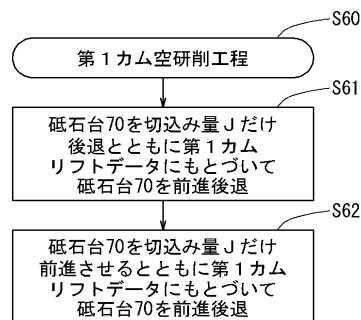 S60
第1カム空研削工程
S61
砥石台70を切込み量Jだけ
後退とともに第1カム
リフトデータにもとづいて
砥石台70を前進後退
S62
砥石台70を切込み量Jだけ
前進させるとともに第1カム
リフトデータにもとづいて
砥石台70を前進後退